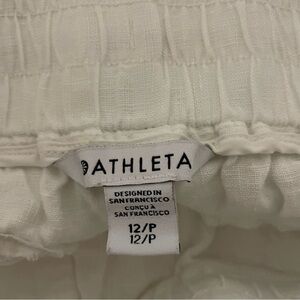 ATHLETA
DESIGNED IN
SAN FRANCISCO
CONÇU À
SAN FRANCISCO
12/P
12/P